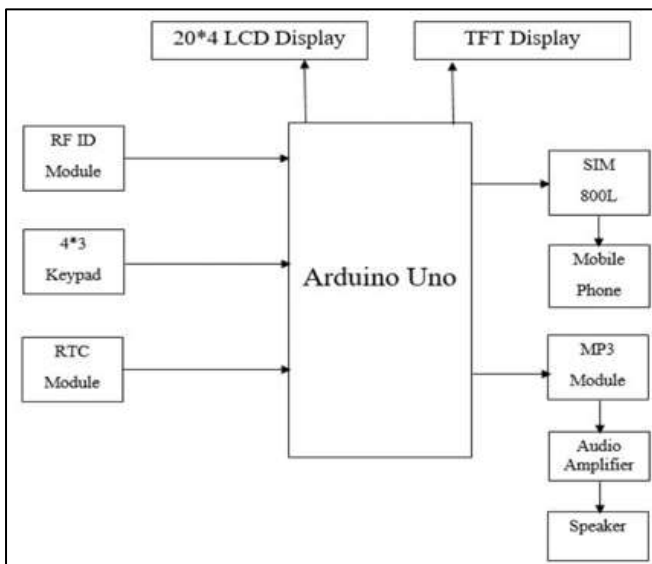 20*4 LCD Display
TFT Display
RF ID
Module
4*3
Keypad
RTC
Module
Arduino Uno
SIM
800L
Mobile
Phone
MP3
Module
Audio
Amplifier
Speaker